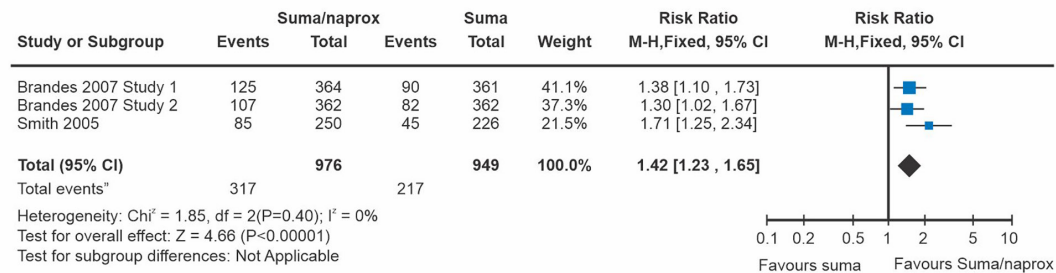 Suma/naprox Suma Risk Ratio Risk Ratio
Study or Subgroup Events Total Events Total Weight M-H,Fixed, 95% CI M-H,Fixed, 95% CI
Brandes 2007 Study 1 125 364 90 361 41.1% 1.38 [1.10 , 1.73]
Brandes 2007 Study 2 107 362 82 362 37.3% 1.30 [1.02, 1.67]
Smith 2005 85 250 45 226 21.5% 1.71 [1.25, 2.34]
Total (95% CI) 976 949 100.0% 1.42 [1.23 , 1.65]
Total events” 317 217
Heterogeneity: Chiᶻ = 1.85, df = 2(P=0.40); Iᶻ = 0%
Test for overall effect: Z = 4.66 (P<0.00001)
Test for subgroup differences: Not Applicable
0.1 0.2 0.5 1 2 5 10
Favours suma Favours Suma/naprox